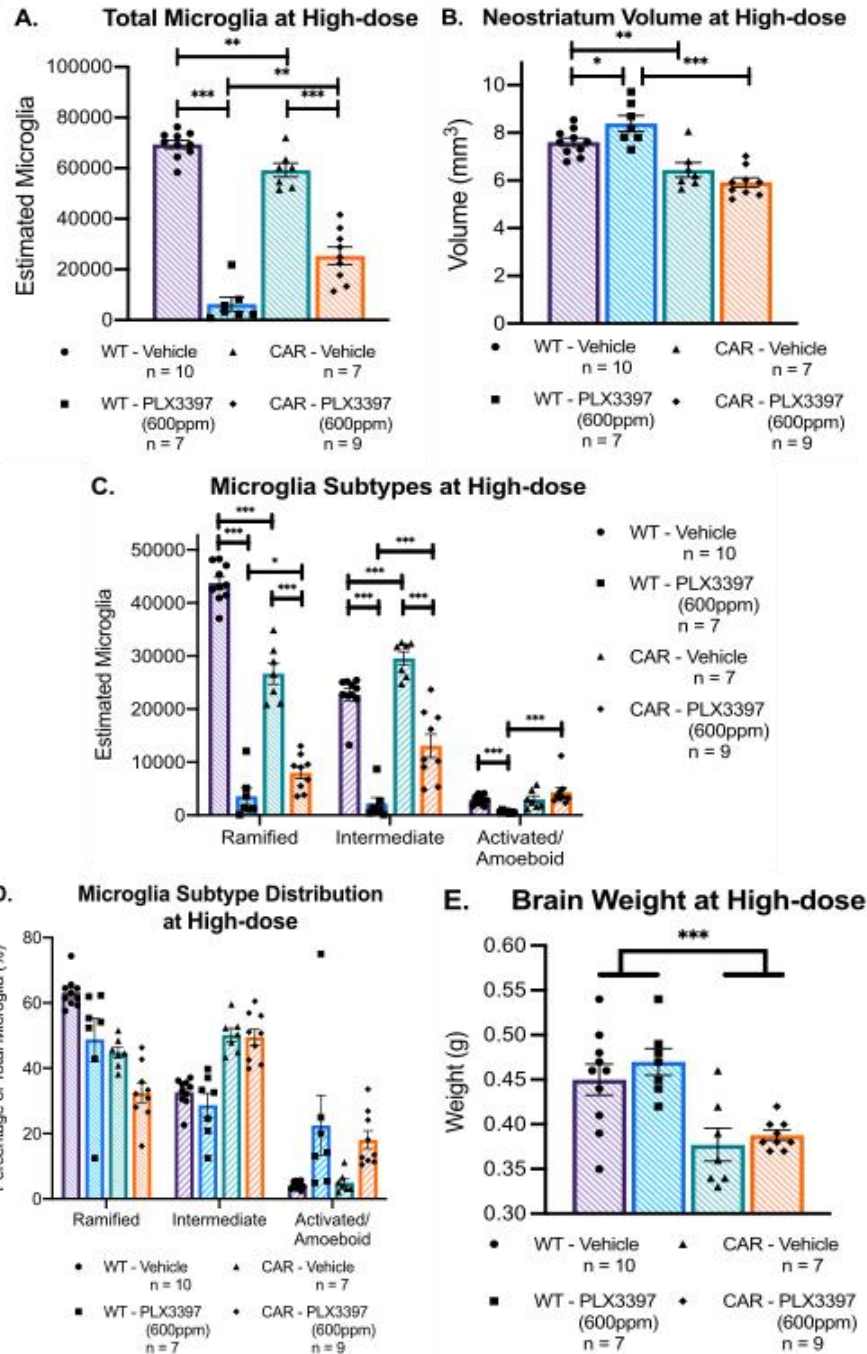 A. Total Microglia at High-dose
** 
**
*** ***
100000
80000
60000
40000
20000
0
Estimated Microglia
WT - Vehicle
n = 10
CAR - Vehicle
n = 7
WT - PLX3397
(600ppm)
n = 7
CAR - PLX3397
(600ppm)
n = 9
B. Neostriatum Volume at High-dose
**
* ***
10
8
6
4
2
0
Volume (mm³)
WT - Vehicle
n = 10
CAR - Vehicle
n = 7
WT - PLX3397
(600ppm)
n = 7
CAR - PLX3397
(600ppm)
n = 9
C. Microglia Subtypes at High-dose
***
***
*
***
***
***
*** ***
***
***
50000
40000
30000
20000
10000
0
Estimated Microglia
Ramified Intermediate Activated/
Amoeboid
WT - Vehicle
n = 10
WT - PLX3397
(600ppm)
n = 7
CAR - Vehicle
n = 7
CAR - PLX3397
(600ppm)
n = 9
Microglia Subtype Distribution
at High-dose
80
60
40
20
0
Ramified Intermediate Activated/
Amoeboid
WT - Vehicle
n = 10
CAR - Vehicle
n = 7
WT - PLX3397
(600ppm)
n = 7
CAR - PLX3397
(600ppm)
n = 9
E. Brain Weight at High-dose
***
0.60
0.55
0.50
0.45
0.40
0.35
0.30
Weight (g)
WT - Vehicle
n = 10
CAR - Vehicle
n = 7
WT - PLX3397
(600ppm)
n = 7
CAR - PLX3397
(600ppm)
n = 9